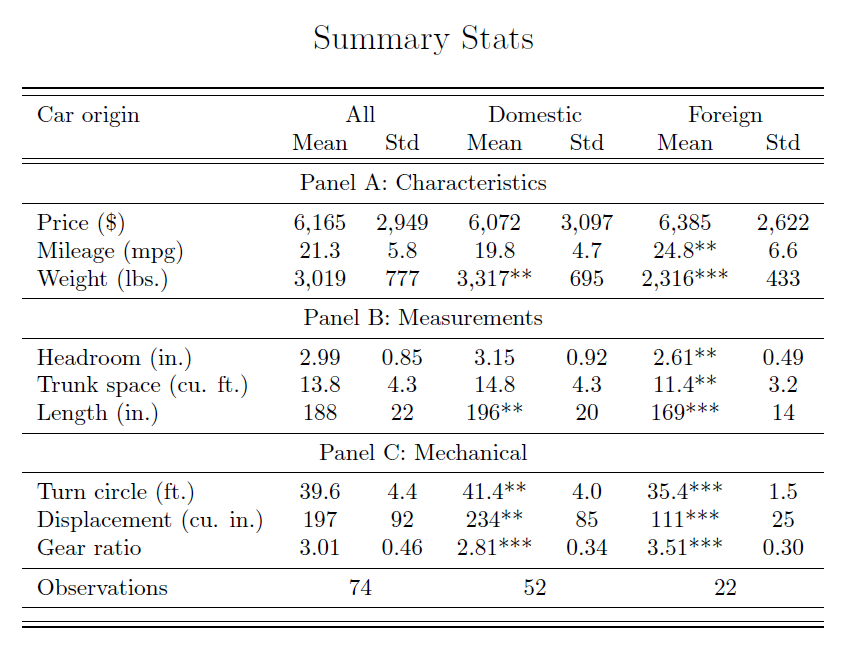 Summary Stats
Car origin All Domestic Foreign
Mean Std Mean Std Mean Std
Panel A: Characteristics
Price ($) 6,165 2,949 6,072 3,097 6,385 2,622
Mileage (mpg) 21.3 5.8 19.8 4.7 24.8** 6.6
Weight (lbs.) 3,019 777 3,317** 695 2,316*** 433
Panel B: Measurements
Headroom (in.) 2.99 0.85 3.15 0.92 2.61** 0.49
Trunk space (cu. ft.) 13.8 4.3 14.8 4.3 11.4** 3.2
Length (in.) 188 22 196** 20 169*** 14
Panel C: Mechanical
Turn circle (ft.) 39.6 4.4 41.4** 4.0 35.4*** 1.5
Displacement (cu. in.) 197 92 234** 85 111*** 25
Gear ratio 3.01 0.46 2.81*** 0.34 3.51*** 0.30
Observations 74 52 22